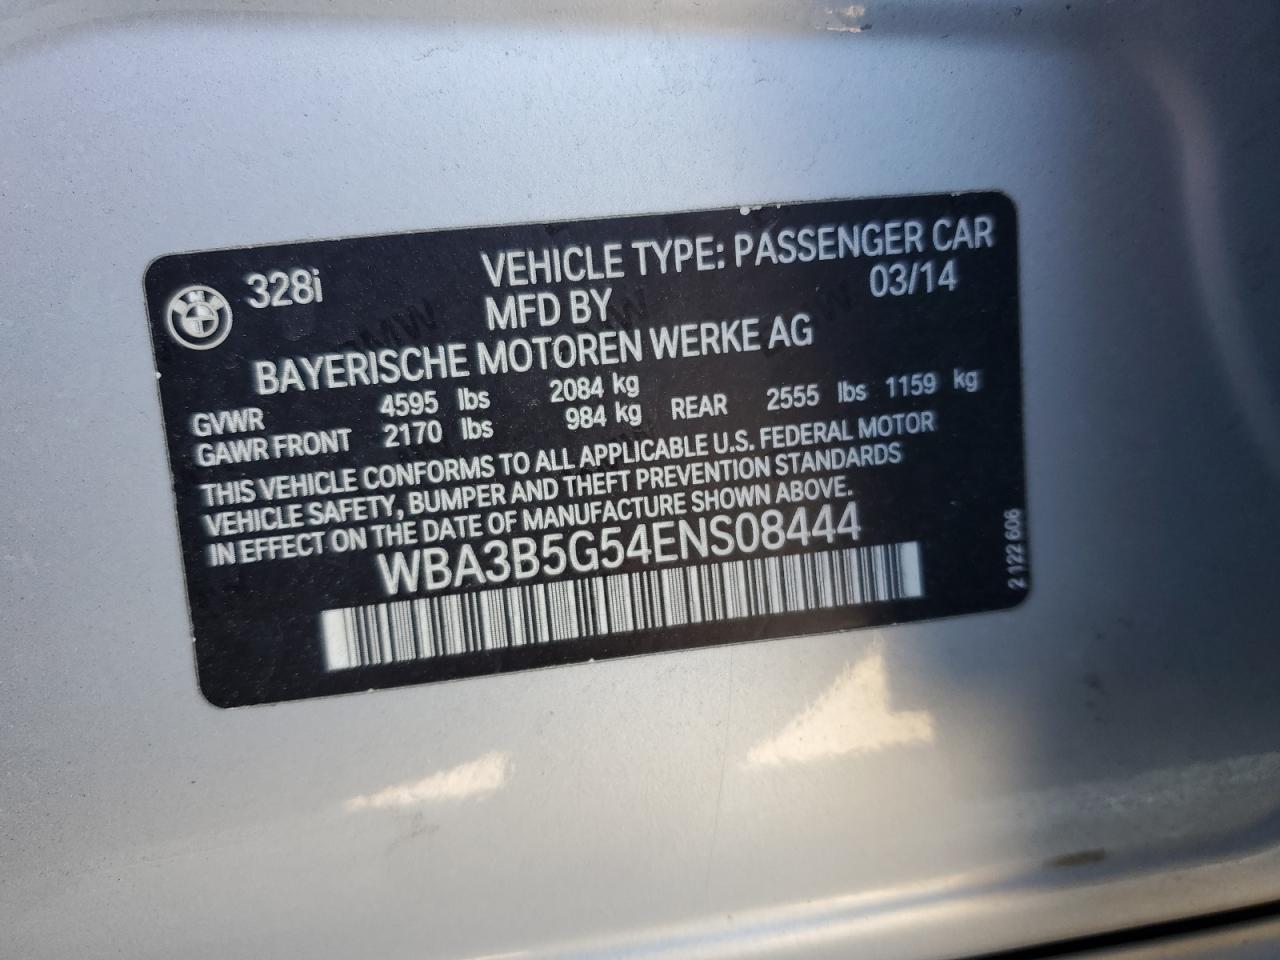 328i
VEHICLE TYPE: PASSENGER CAR
MFD BY 03/14
BAYERISCHE MOTOREN WERKE AG
GVWR 4595 lbs 2084 kg
GAWR FRONT 2170 lbs 984 kg REAR 2555 lbs 1159 kg
THIS VEHICLE CONFORMS TO ALL APPLICABLE U.S. FEDERAL MOTOR
VEHICLE SAFETY, BUMPER AND THEFT PREVENTION STANDARDS
IN EFFECT ON THE DATE OF MANUFACTURE SHOWN ABOVE.
WBA3B5G54ENS08444
2 122 606